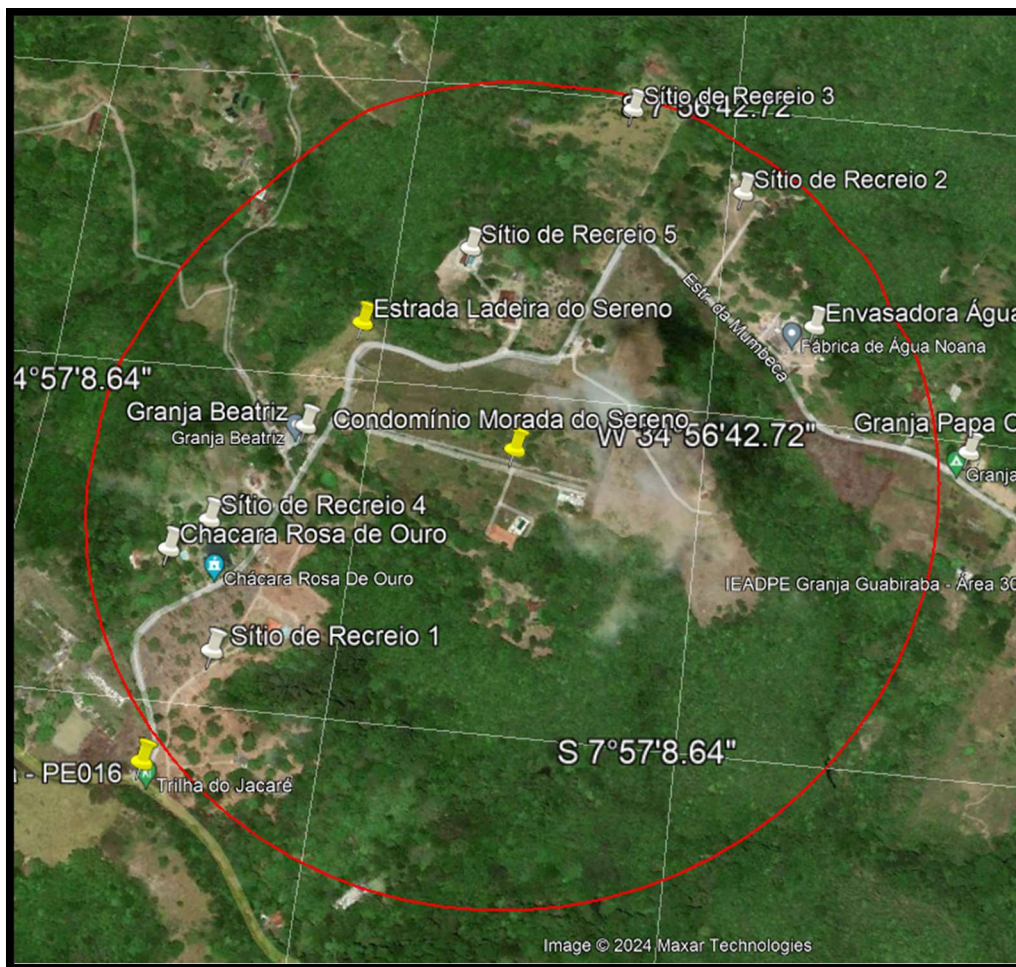 Sítio de Recreio 3
S 7°56'42.72"
Sítio de Recreio 2
Sítio de Recreio 5
Estr. da Mumbeca
Estrada Ladeira do Sereno
Envasadora Água
Fábrica de Água Noana
4°57'8.64"
Granja Beatriz
Granja Beatriz
Condomínio Morada do Sereno
W 34°56'42.72"
Granja Papa C
Granja
Sítio de Recreio 4
Chácara Rosa de Ouro
Chácara Rosa De Ouro
IEADPE Granja Guabiraba - Área 30
Sítio de Recreio 1
S 7°57'8.64"
- PE016
Trilha do Jacaré
Image © 2024 Maxar Technologies